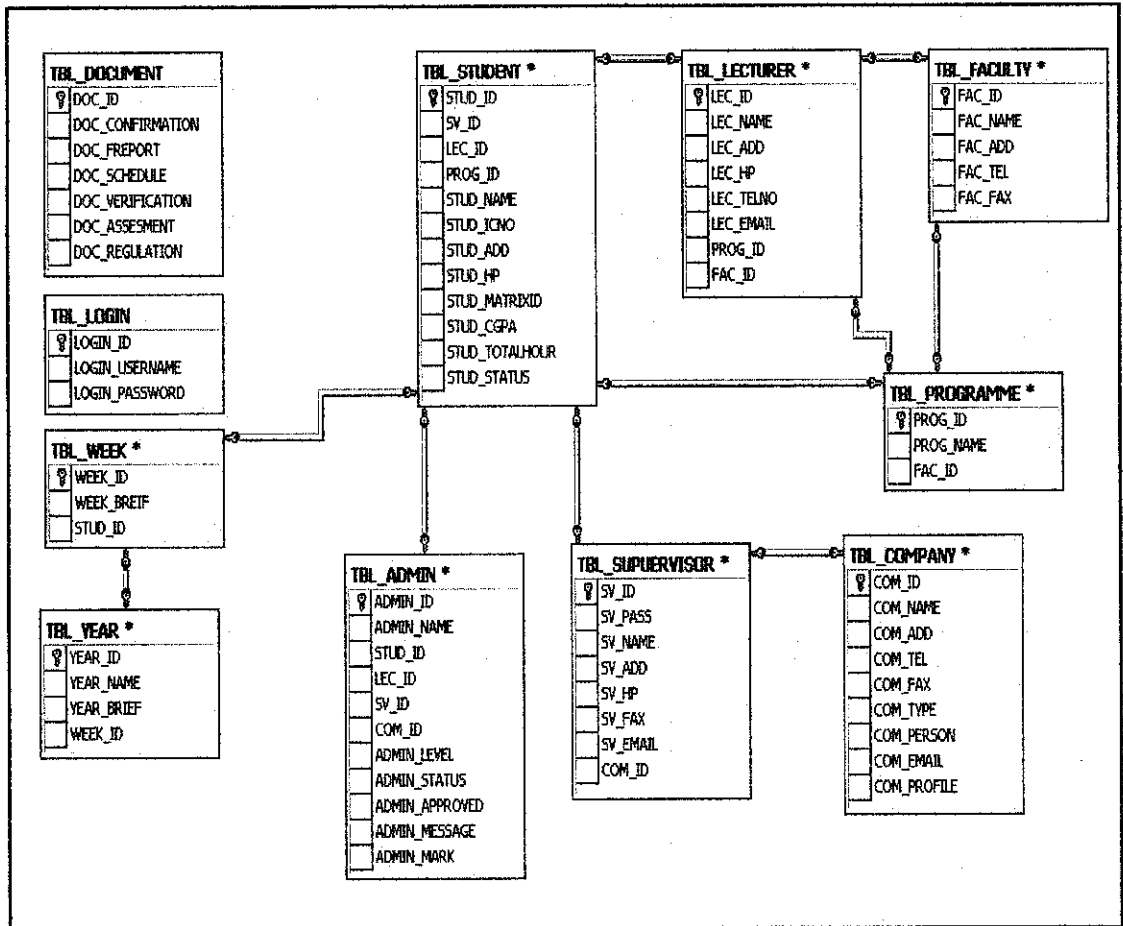 TBL_DOCUMENT
DOC_ID
DOC_CONFIRMATION
DOC_FREPORT
DOC_SCHEDULE
DOC_VERIFICATION
DOC_ASSESMENT
DOC_REGULATION
TBL_LOGIN
LOGIN_ID
LOGIN_USERNAME
LOGIN_PASSWORD
TBL_WEEK *
WEEK_ID
WEEK_BREIF
STUD_ID
TBL_YEAR *
YEAR_ID
YEAR_NAME
YEAR_BRIEF
WEEK_ID
TBL_STUDENT *
STUD_ID
SV_ID
LEC_ID
PROG_ID
STUD_NAME
STUD_ICNO
STUD_ADD
STUD_HP
STUD_MATRIXID
STUD_CGPA
STUD_TOTALHOUR
STUD_STATUS
TBL_ADMIN *
ADMIN_ID
ADMIN_NAME
STUD_ID
LEC_ID
SV_ID
COM_ID
ADMIN_LEVEL
ADMIN_STATUS
ADMIN_APPROVED
ADMIN_MESSAGE
ADMIN_MARK
TBL_LECTURER *
LEC_ID
LEC_NAME
LEC_ADD
LEC_HP
LEC_TELNO
LEC_EMAIL
PROG_ID
FAC_ID
TBL_FACULTY *
FAC_ID
FAC_NAME
FAC_ADD
FAC_TEL
FAC_FAX
TBL_PROGRAMME *
PROG_ID
PROG_NAME
FAC_ID
TBL_SUPUERVISOR *
SV_ID
SV_PASS
SV_NAME
SV_ADD
SV_HP
SV_FAX
SV_EMAIL
COM_ID
TBL_COMPANY *
COM_ID
COM_NAME
COM_ADD
COM_TEL
COM_FAX
COM_TYPE
COM_PERSON
COM_EMAIL
COM_PROFILE